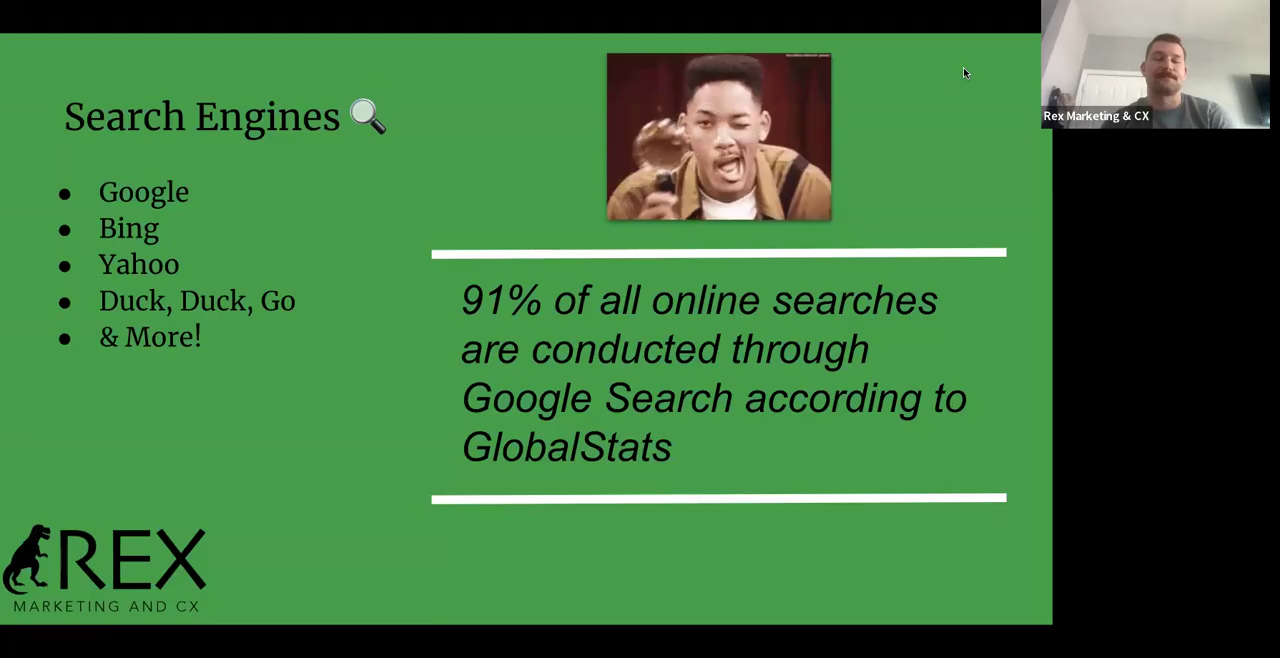 Search Engines
Google
Bing
Yahoo
Duck, Duck, Go
& More!
91% of all online searches
are conducted through
Google Search according to
GlobalStats
REX
MARKETING AND CX
Rex Marketing & CX